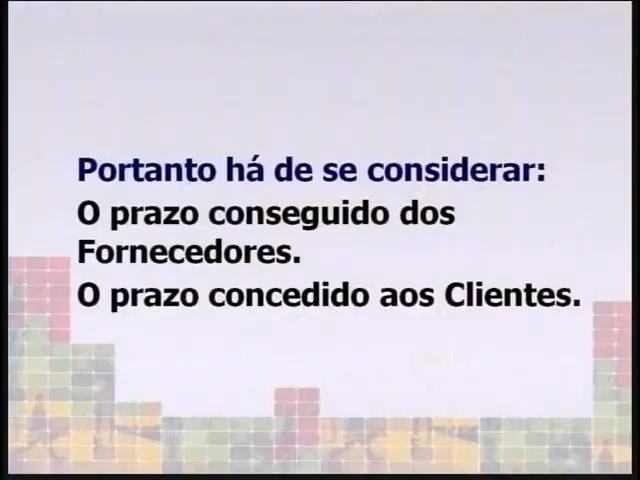 Portanto há de se considerar:
O prazo conseguido dos
Fornecedores.
O prazo concedido aos Clientes.